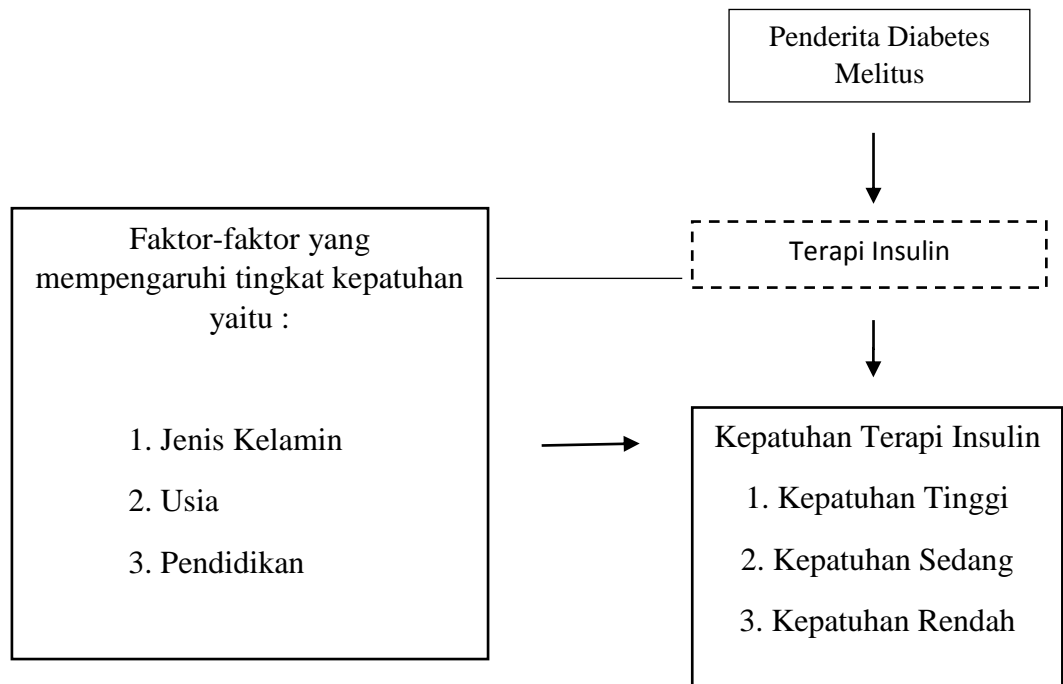 Penderita Diabetes
Melitus
Faktor-faktor yang
mempengaruhi tingkat kepatuhan
yaitu :
1. Jenis Kelamin
2. Usia
3. Pendidikan
Terapi Insulin
Kepatuhan Terapi Insulin
1. Kepatuhan Tinggi
2. Kepatuhan Sedang
3. Kepatuhan Rendah